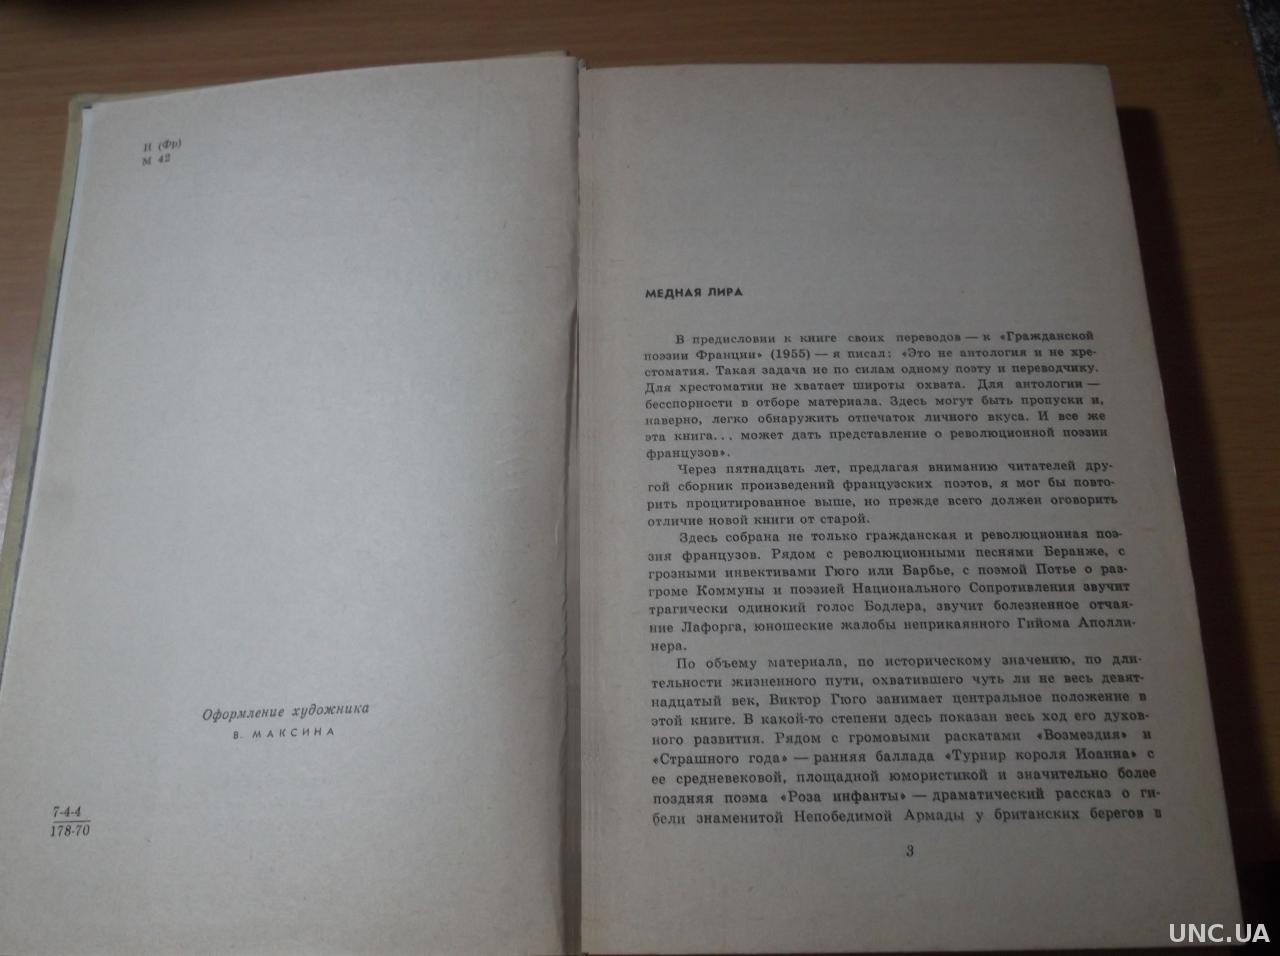 И (Фр)
М 42
Оформление художника
В. МАКСИНА
7-4-4
178-70
МЕДНАЯ ЛИРА
В предисловии к книге своих переводов — к «Гражданской
поэзии Франции» (1955) — я писал: «Это не антология и не хре-
стоматия. Такая задача не по силам одному поэту и переводчику.
Для хрестоматии не хватает широты охвата. Для антологии —
бесспорности в отборе материала. Здесь могут быть пропуски и,
наверно, легко обнаружить отпечаток личного вкуса. И все же
эта книга... может дать представление о революционной поэзии
французов».
Через пятнадцать лет, предлагая вниманию читателей дру-
гой сборник произведений французских поэтов, я мог бы повто-
рить процитированное выше, но прежде всего должен оговорить
отличие новой книги от старой.
Здесь собрана не только гражданская и революционная поэ-
зия французов. Рядом с революционными песнями Беранже, с
грозными инвективами Гюго или Барбье, с поэмой Потье о раз-
громе Коммуны и поэзией Национального Сопротивления звучит
трагически одинокий голос Бодлера, звучит болезненное отчая-
ние Лафорга, юношеские жалобы неприкаянного Гийома Аполли-
нера.
По объему материала, по историческому значению, по дли-
тельности жизненного пути, охватившего чуть ли не весь девят-
надцатый век, Виктор Гюго занимает центральное положение в
этой книге. В какой-то степени здесь показан весь ход его духов-
ного развития. Рядом с громовыми раскатами «Возмездия» и
«Страшного года» — ранняя баллада «Турнир короля Иоанна» с
ее средневековой, площадной юмористикой и значительно более
поздняя поэма «Роза инфанты» — драматический рассказ о ги-
бели знаменитой Непобедимой Армады у британских берегов в
3
UNC.UA